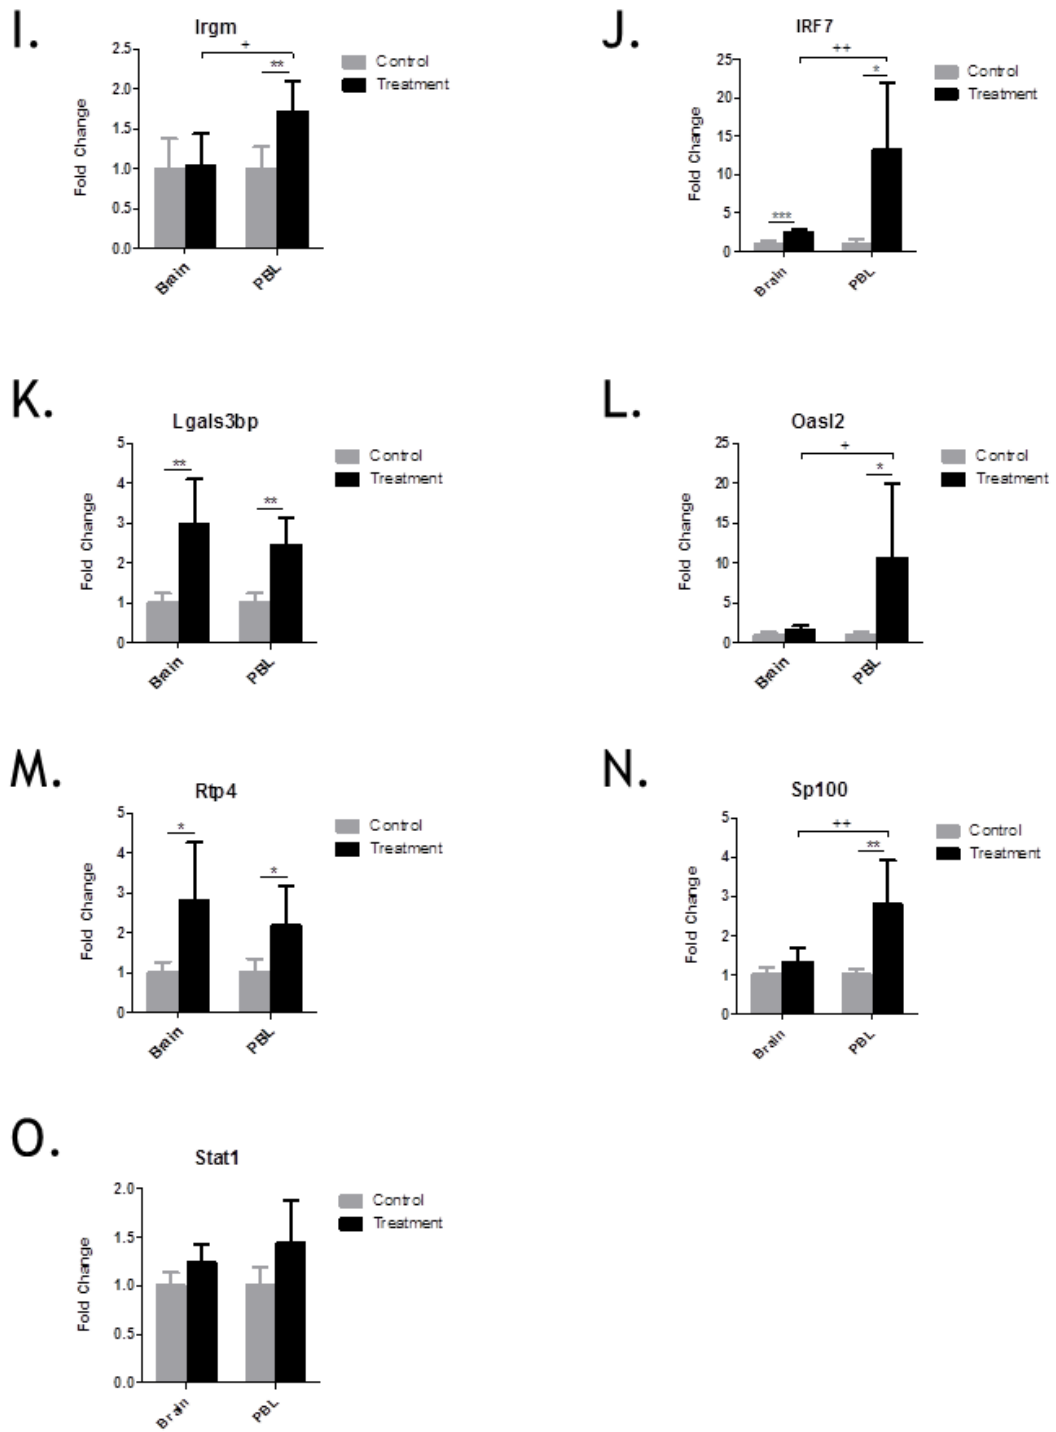 I.
Irgm
+
**
Control
Treatment
Fold Change
2.5
2.0
1.5
1.0
0.5
0.0
Brain
PBL
J.
IRF7
++
*
***
Control
Treatment
Fold Change
25
20
15
10
5
0
Brain
PBL
K.
Lgals3bp
**
**
Control
Treatment
Fold Change
5
4
3
2
1
0
Brain
PBL
L.
Oasl2
+
*
Control
Treatment
Fold Change
25
20
15
10
5
0
Brain
PBL
M.
Rtp4
*
*
Control
Treatment
Fold Change
5
4
3
2
1
0
Brain
PBL
N.
Sp100
++
**
Control
Treatment
Fold Change
5
4
3
2
1
0
Brain
PBL
O.
Stat1
Control
Treatment
Fold Change
2.0
1.5
1.0
0.5
0.0
Brain
PBL